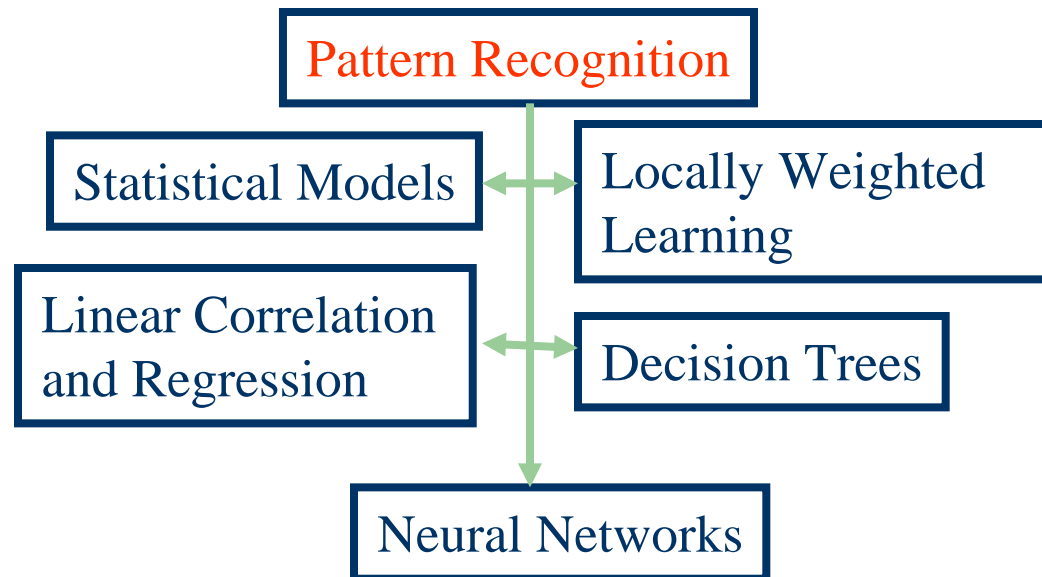 Pattern Recognition
Statistical Models
Locally Weighted
Learning
Linear Correlation
and Regression
Decision Trees
Neural Networks